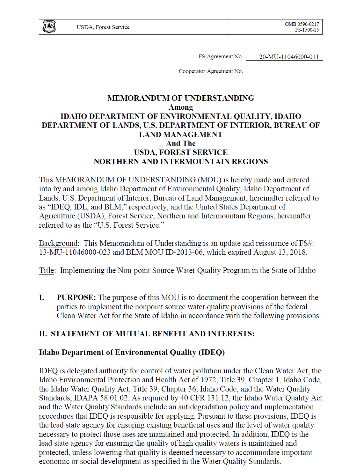 USDA, Forest Service
OMB 0596-0217
FS-1500-15
FS Agreement No. 20-MU-11046000-011
Cooperator Agreement No.
MEMORANDUM OF UNDERSTANDING
Among
IDAHO DEPARTMENT OF ENVIRONMENTAL QUALITY, IDAHO
DEPARTMENT OF LANDS, U.S. DEPARTMENT OF INTERIOR, BUREAU OF
LAND MANAGEMENT
And The
USDA, FOREST SERVICE
NORTHERN AND INTERMOUNTAIN REGIONS
This MEMORANDUM OF UNDERSTANDING (MOU) is hereby made and entered
into by and among Idaho Department of Environmental Quality, Idaho Department of
Lands, U.S. Department of Interior, Bureau of Land Management, hereinafter referred to
as "IDEQ, IDL, and BLM," respectively, and the United States Department of
Agriculture (USDA), Forest Service, Northern and Intermountain Regions, hereinafter
referred to as the "U.S. Forest Service."
Background: This Memorandum of Understanding is an update and reissuance of FS#:
13-MU-11046000-023 and BLM MOU ID-2013-06, which expired August 13, 2018.
Title: Implementing the Non-point Source Water Quality Program in the State of Idaho
I. PURPOSE: The purpose of this MOU is to document the cooperation between the
parties to implement the nonpoint source water quality provisions of the federal
Clean Water Act for the State of Idaho in accordance with the following provisions.
II. STATEMENT OF MUTUAL BENEFIT AND INTERESTS:
Idaho Department of Environmental Quality (IDEQ)
IDEQ is delegated authority for control of water pollution under the Clean Water Act, the
Idaho Environmental Protection and Health Act of 1972, Title 39, Chapter 1, Idaho Code,
the Idaho Water Quality Act, Title 39, Chapter 36, Idaho Code, and the Water Quality
Standards, IDAPA 58.01.02. As required by 40 CFR 131.12, the Idaho Water Quality Act
and the Water Quality Standards include an antidegradation policy and implementation
procedures that IDEQ is responsible for applying. Pursuant to these provisions, IDEQ is
the lead state agency for ensuring existing beneficial uses and the level of water quality
necessary to protect those uses are maintained and protected. In addition, IDEQ is the
lead state agency for ensuring the quality of high quality waters is maintained and
protected, unless lowering that quality is deemed necessary to accommodate important
economic or social development as specified in the Water Quality Standards.